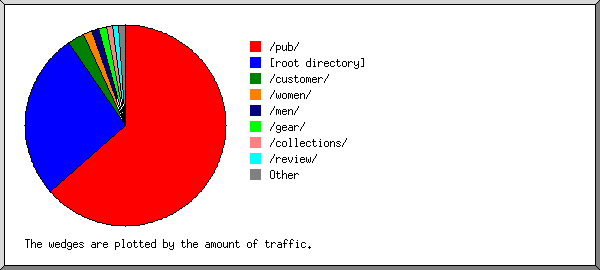 /pub/
[root directory]
/customer/
/women/
/men/
/gear/
/collections/
/review/
Other
The wedges are plotted by the amount of traffic.